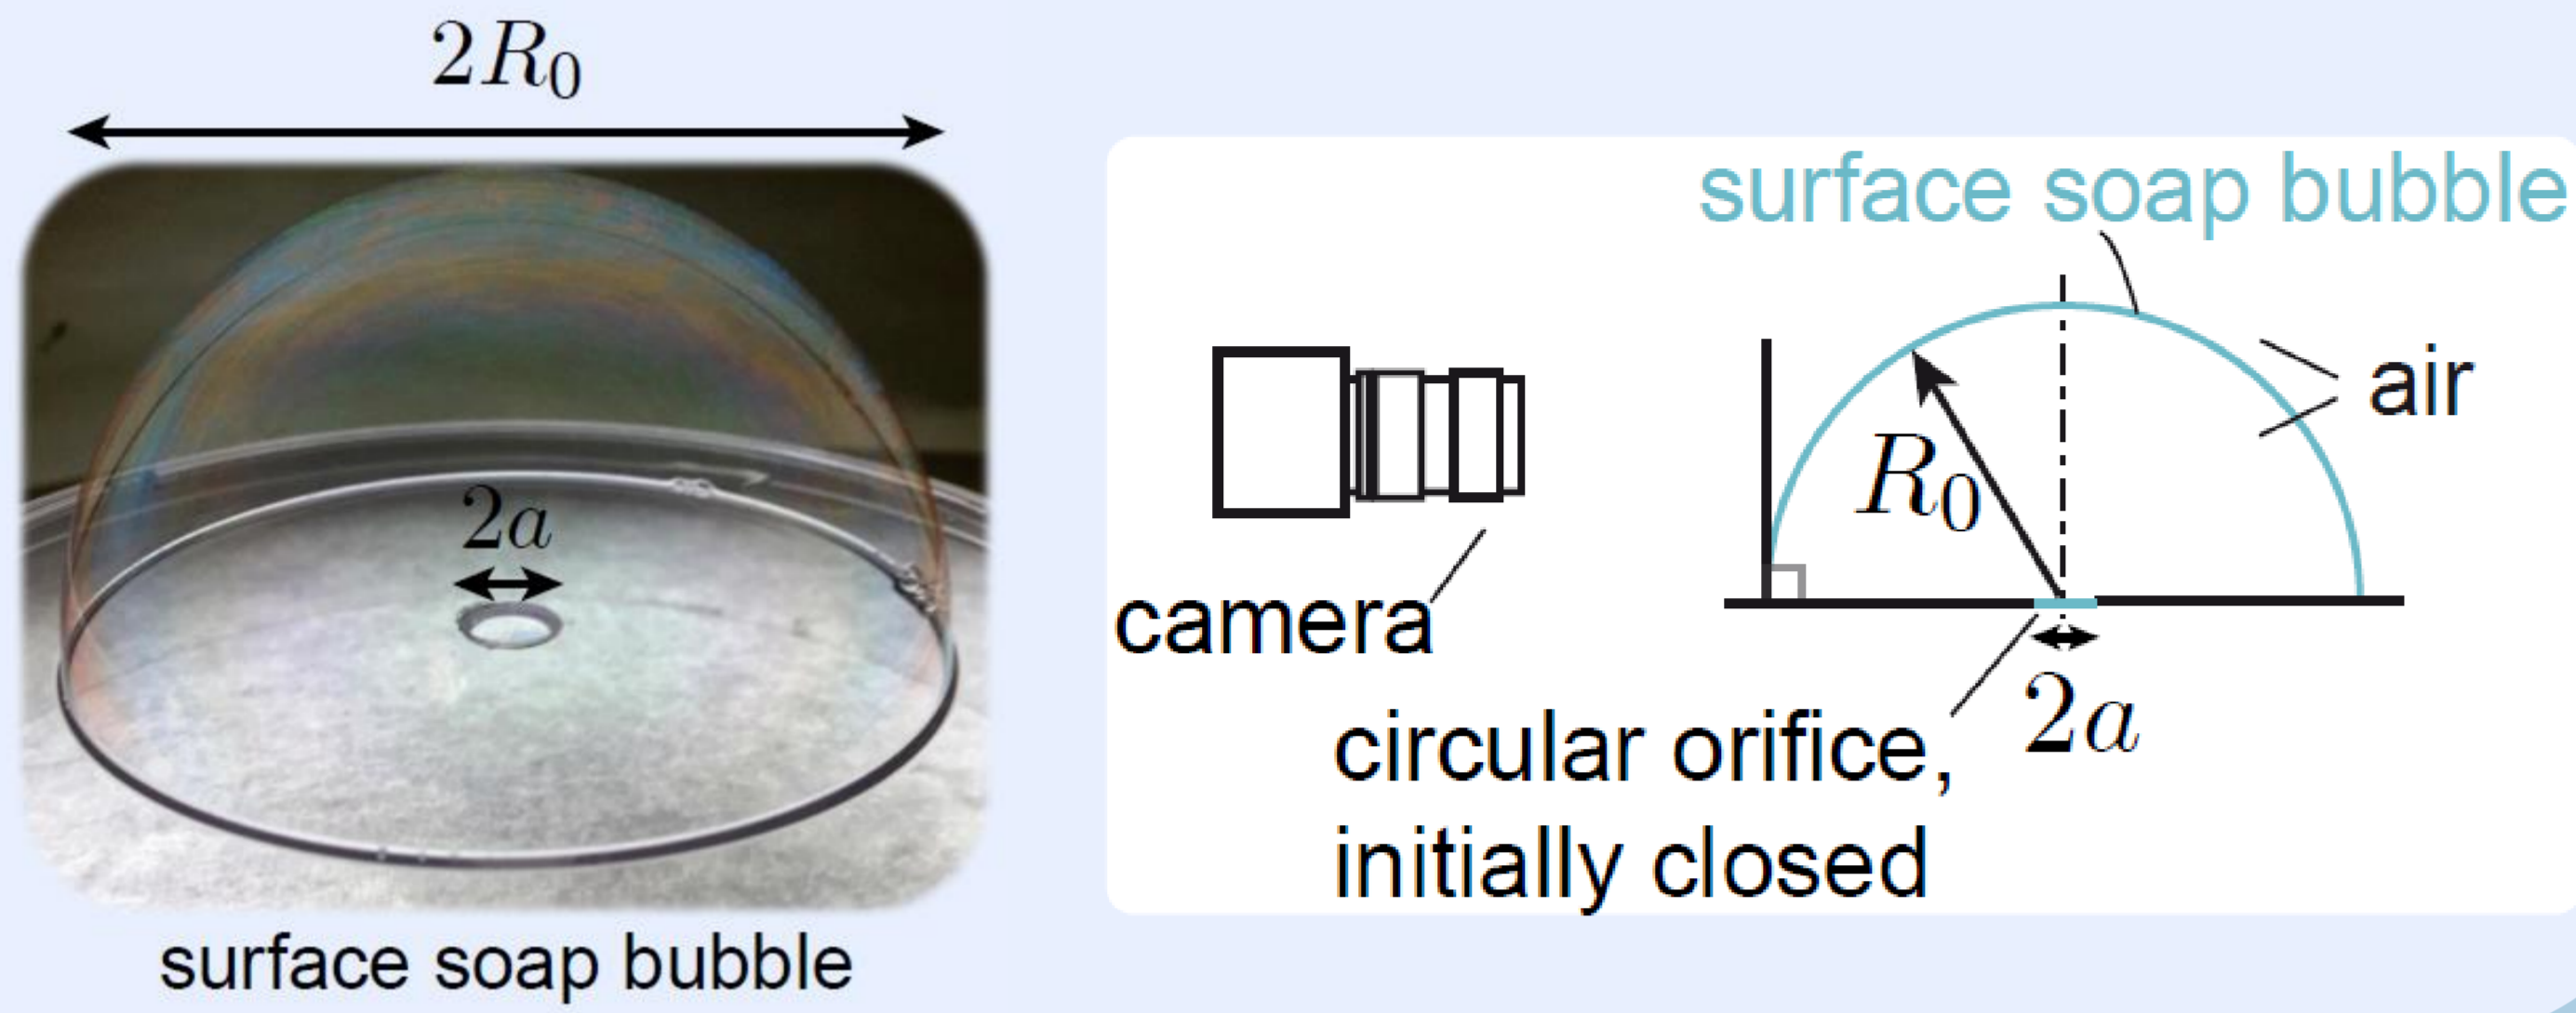 2R₀
2a
surface soap bubble
surface soap bubble
air
R₀
camera
2a
circular orifice,
initially closed